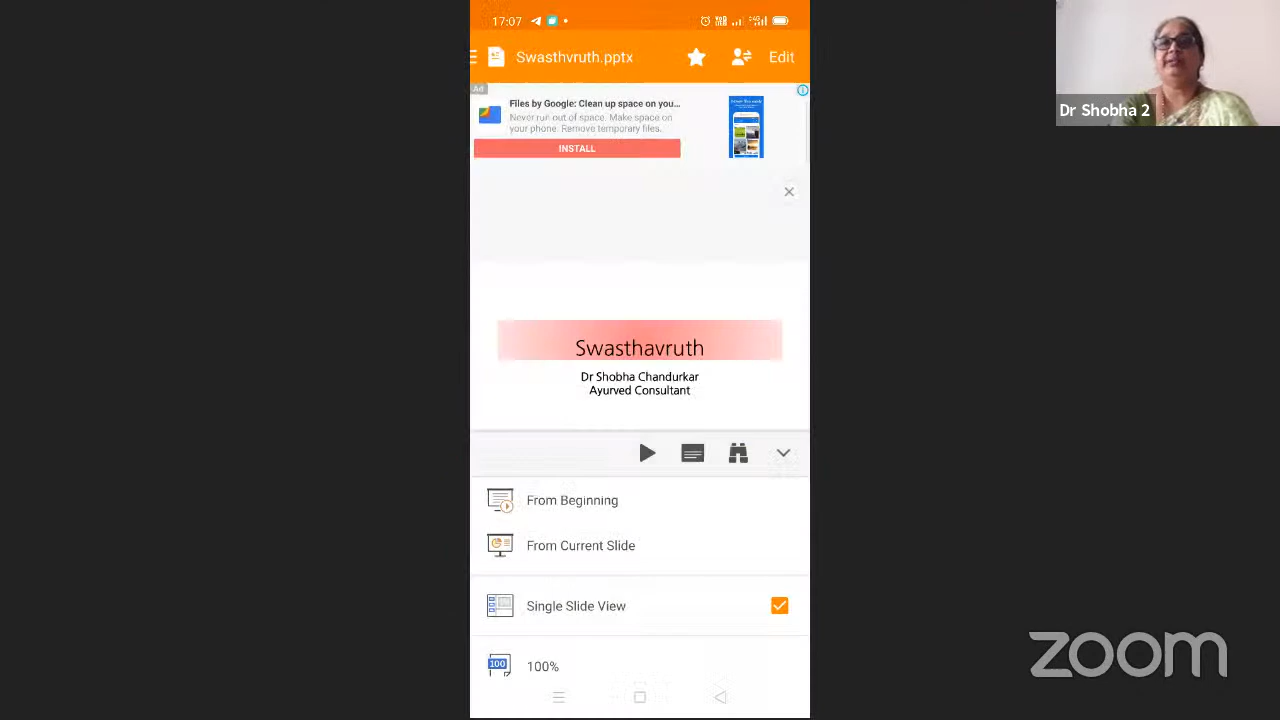 17:07
Swasthvruth.pptx
Edit
Ad
Files by Google: Clean up space on you...
Never run out of space. Make space on
your phone. Remove temporary files.
INSTALL
Dr Shobha 2
Swasthavruth
Dr Shobha Chandurkar
Ayurved Consultant
From Beginning
From Current Slide
Single Slide View
100
100%
zoom